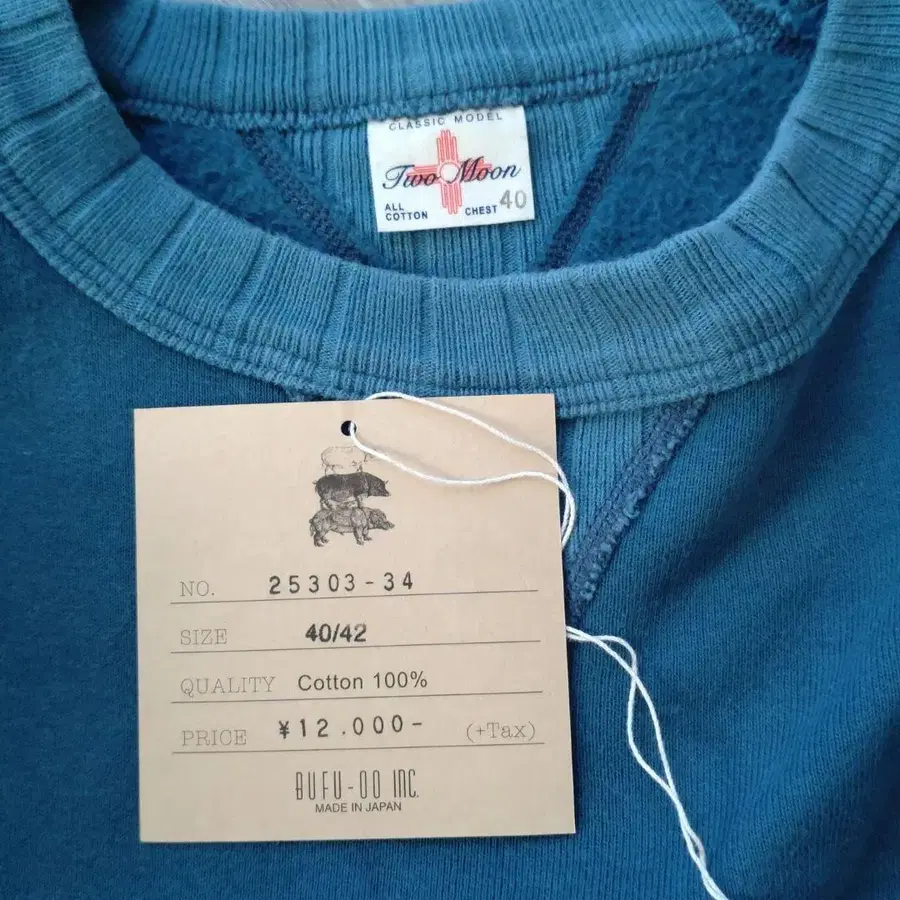 CLASSIC MODEL
Two Moon
ALL COTTON CHEST 40
NO. 25303-34
SIZE 40/42
QUALITY Cotton 100%
PRICE ¥12.000- (+Tax)
BUFU-OO INC.
MADE IN JAPAN